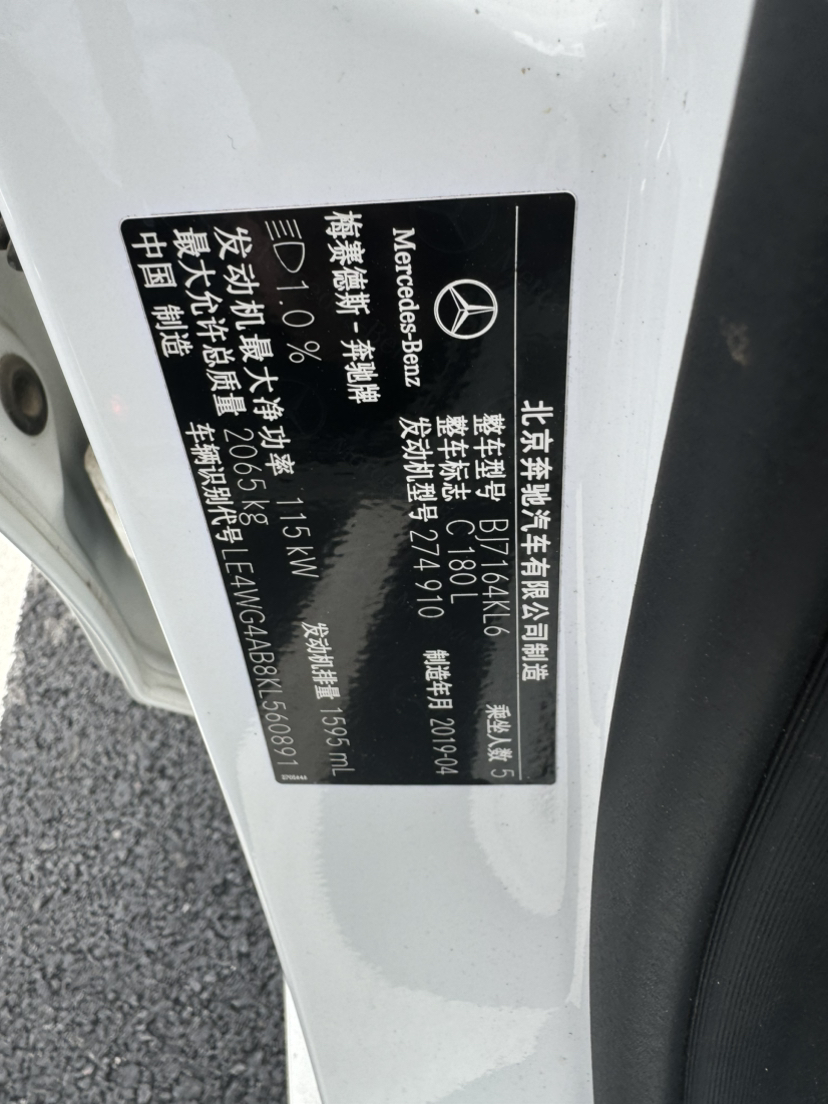 北京奔驰汽车有限公司制造
Mercedes-Benz
整车型号 BJ7164KL6 乘坐人数 5
整车标志 C 180 L
发动机型号 274 910 制造年月 2019-04
梅赛德斯 - 奔驰牌
1.0 % 发动机排量 1595 mL
发动机最大净功率 115 kW
最大允许总质量 2065 kg
车辆识别代号 LE4WG4AB8KL560891
中国 制造